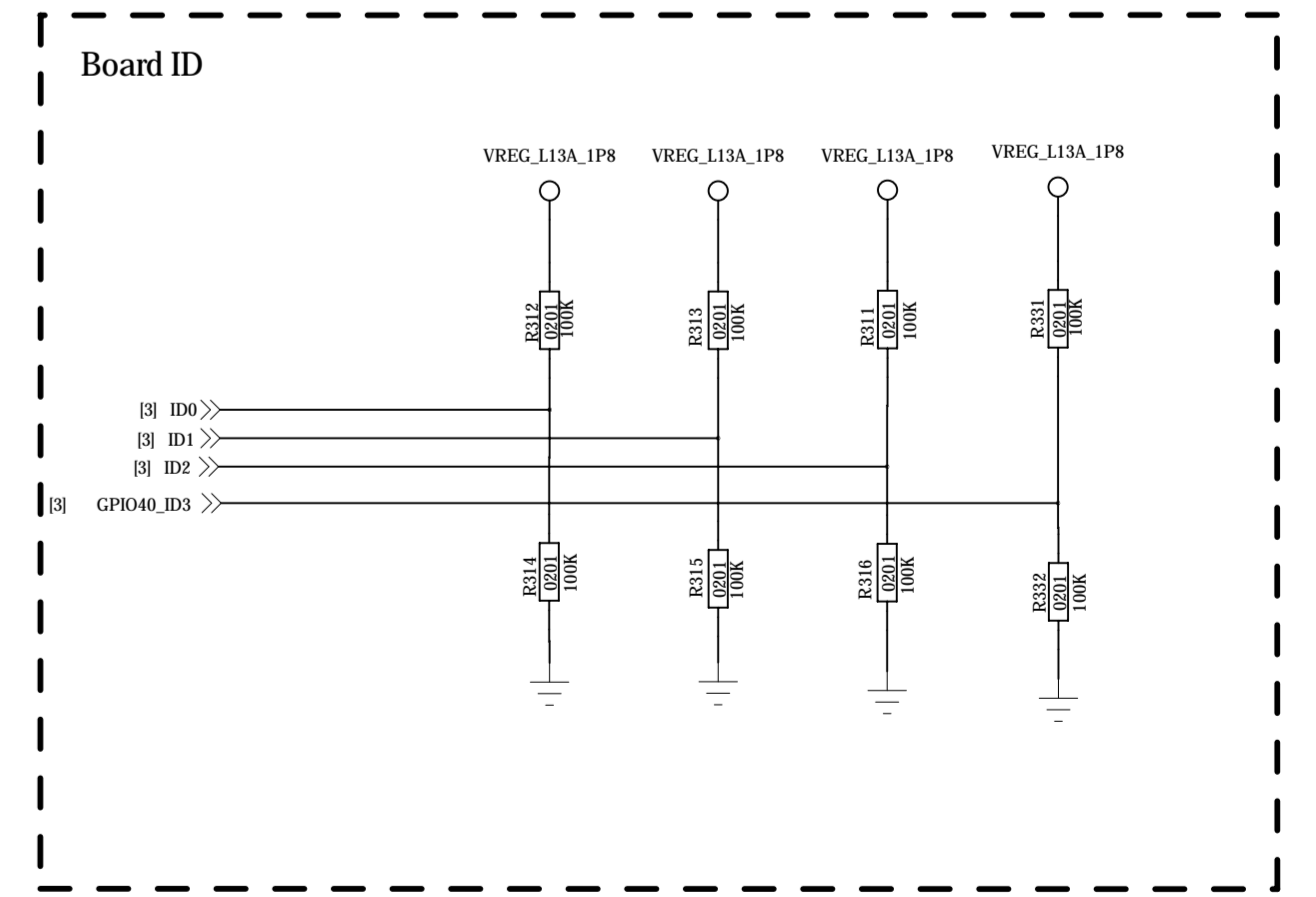 Board ID
VREG_L13A_1P8
VREG_L13A_1P8
VREG_L13A_1P8
VREG_L13A_1P8
R312
0201
100K
R313
0201
100K
R311
0201
100K
R331
0201
100K
[3] ID0
[3] ID1
[3] ID2
[3] GPIO40_ID3
R314
0201
100K
R315
0201
100K
R316
0201
100K
R332
0201
100K